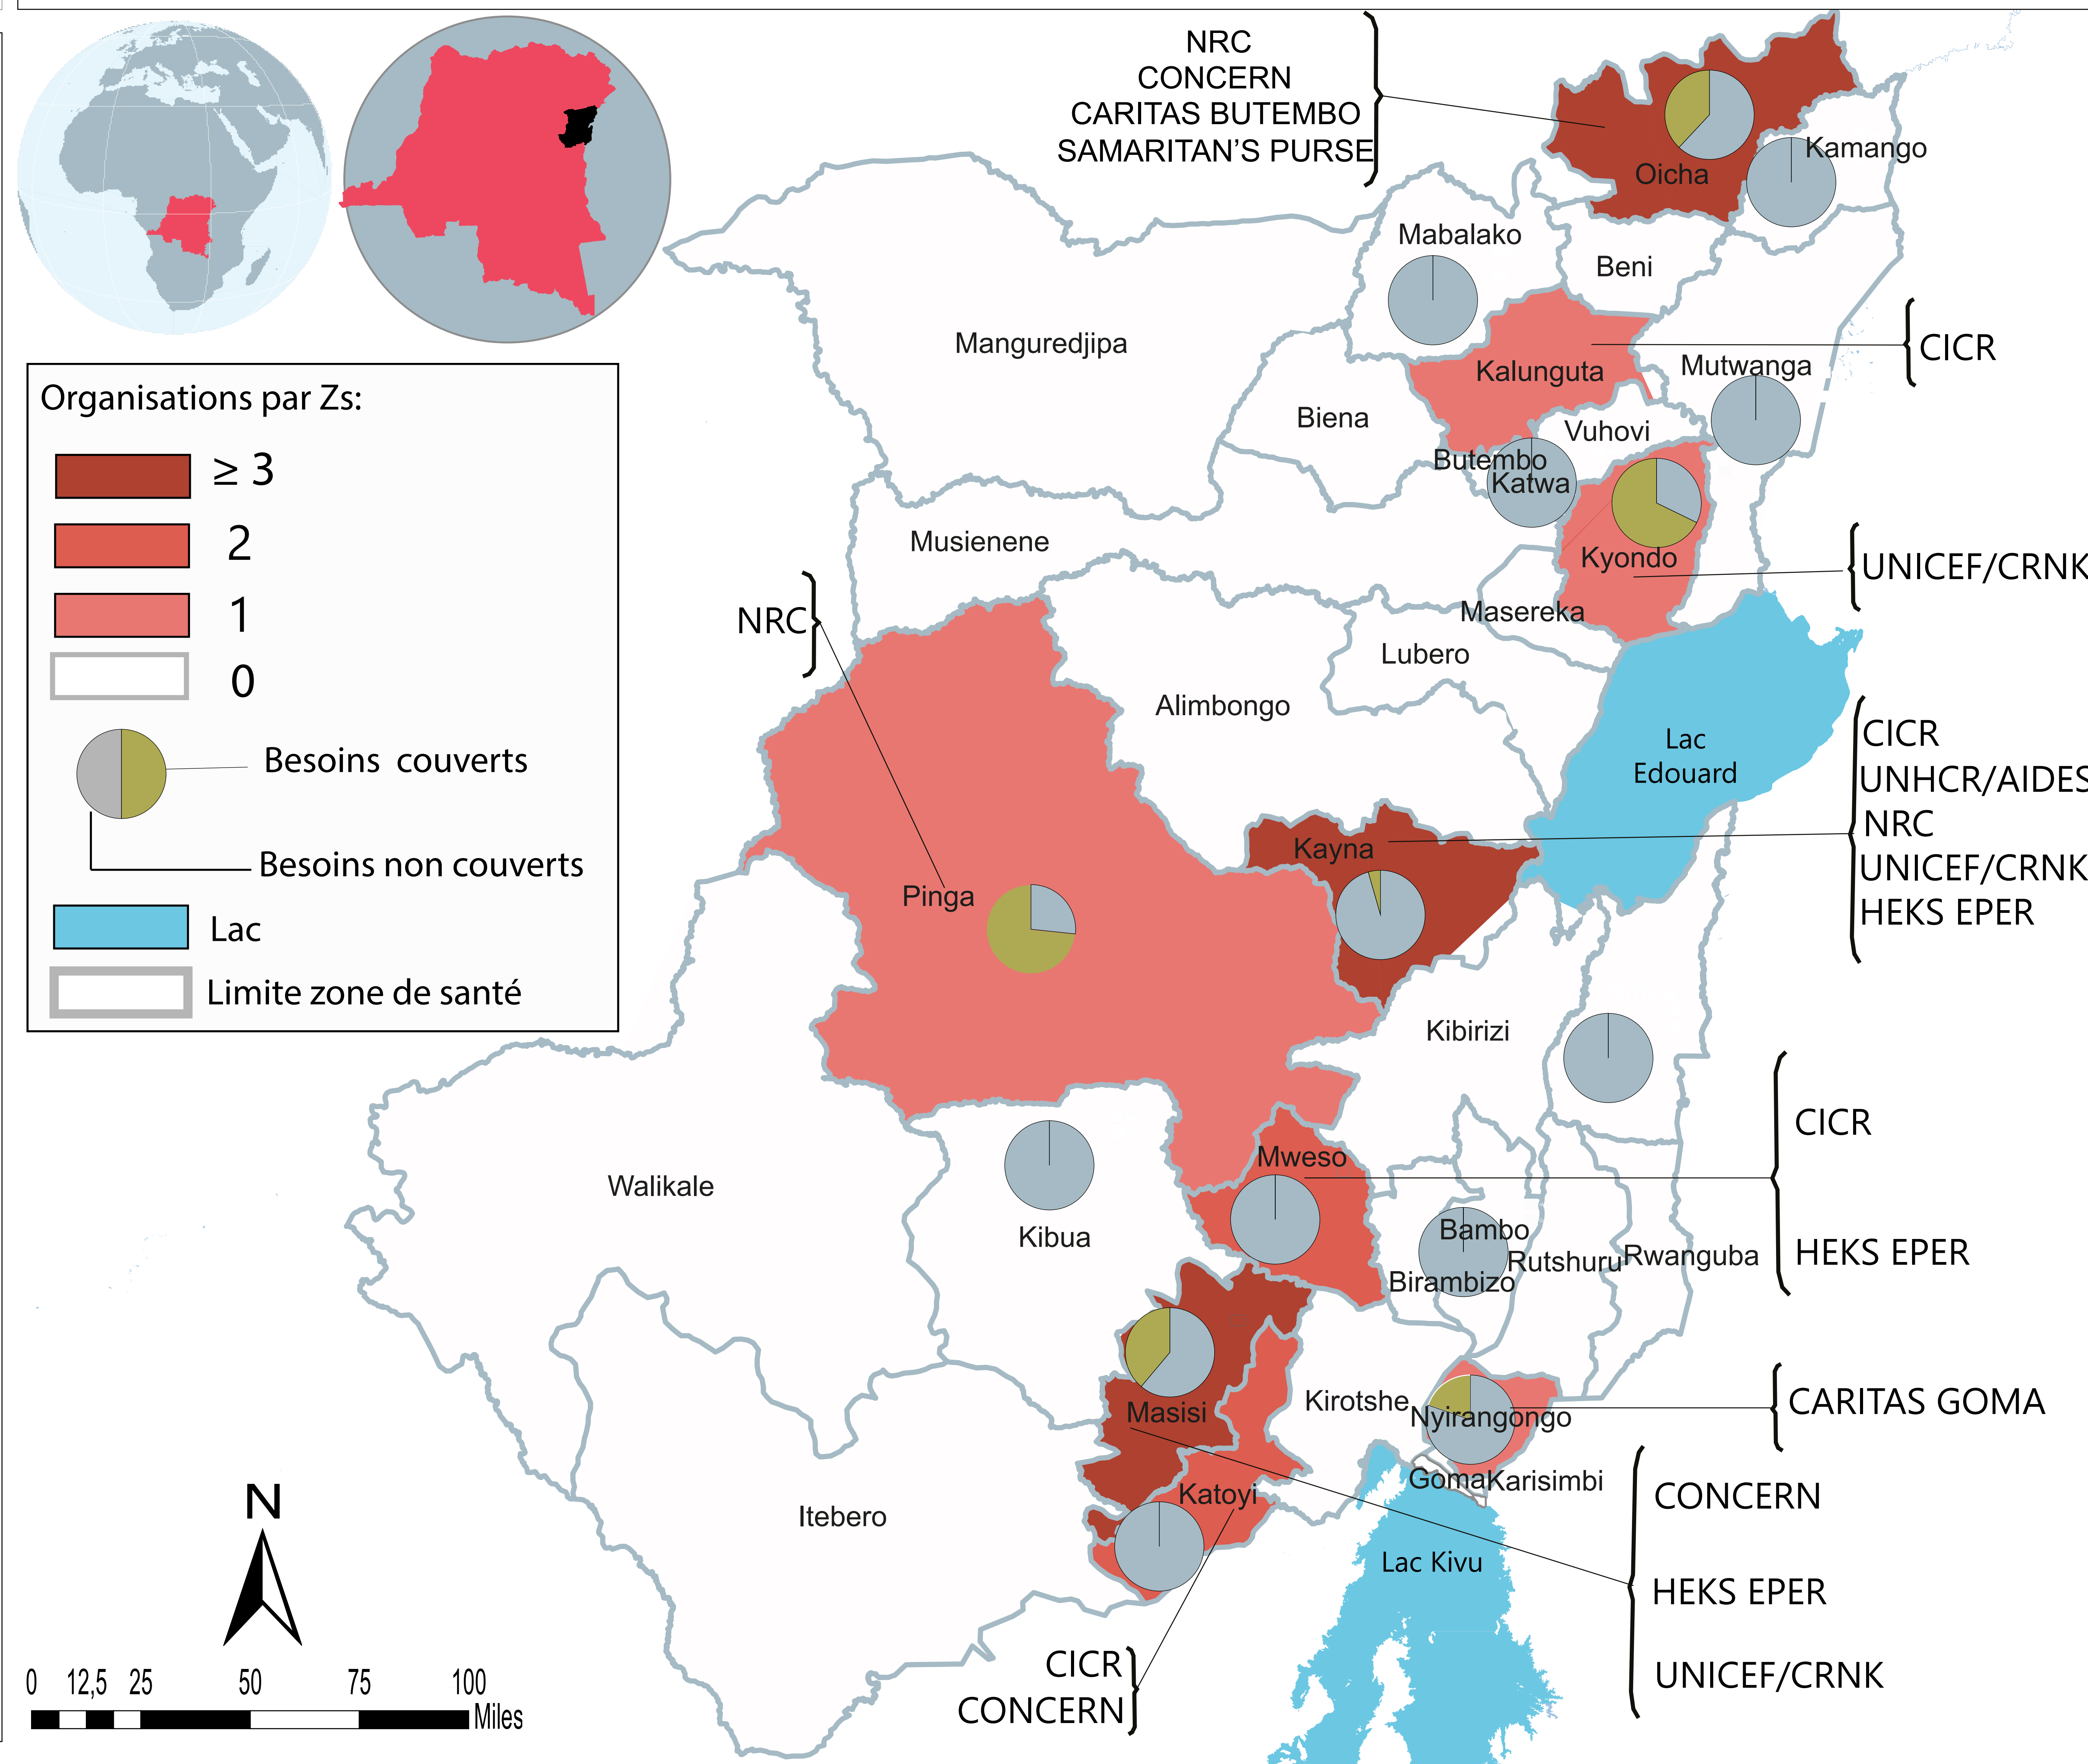 NRC
CONCERN
CARITAS BUTEMBO
SAMARITAN'S PURSE
Oicha
Kamango
Mabalako
Beni
Manguredjipa
CICR
Kalunguta
Mutwanga
Biena
Vuhovi
Butembo
Katwa
Musienene
Kyondo
UNICEF/CRNK
Masereka
NRC
Lubero
Alimbongo
Lac
Edouard
CICR
UNHCR/AIDES
NRC
UNICEF/CRNK
HEKS EPER
Kayna
Pinga
Kibirizi
CICR
HEKS EPER
Mweso
Walikale
Kibua
Bambo
Rutshuru
Rwanguba
Birambizo
Kirotshe
Nyirangongo
CARITAS GOMA
Masisi
Goma
Karisimbi
Katoyi
Itebero
Lac Kivu
CONCERN
HEKS EPER
UNICEF/CRNK
CICR
CONCERN
Organisations par Zs:
≥ 3
2
1
0
Besoins couverts
Besoins non couverts
Lac
Limite zone de santé
N
0 12,5 25 50 75 100
Miles